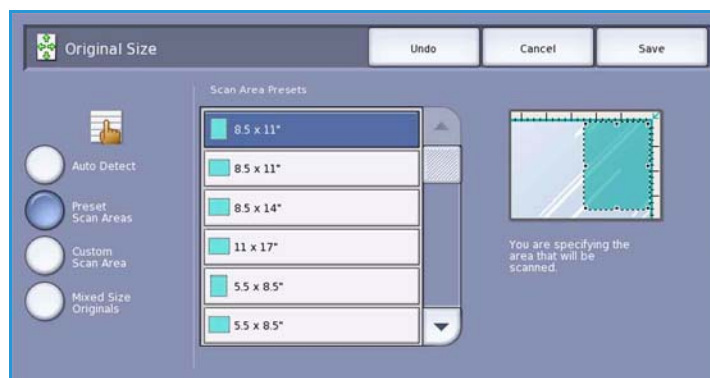 Original Size
Undo
Cancel
Save
Scan Area Presets
Auto Detect
Preset
Scan Areas
Custom
Scan Area
Mixed Size
Originals
8.5 x 11"
8.5 x 11"
8.5 x 14"
11 x 17"
5.5 x 8.5"
5.5 x 8.5"
You are specifying the
area that will be
scanned.